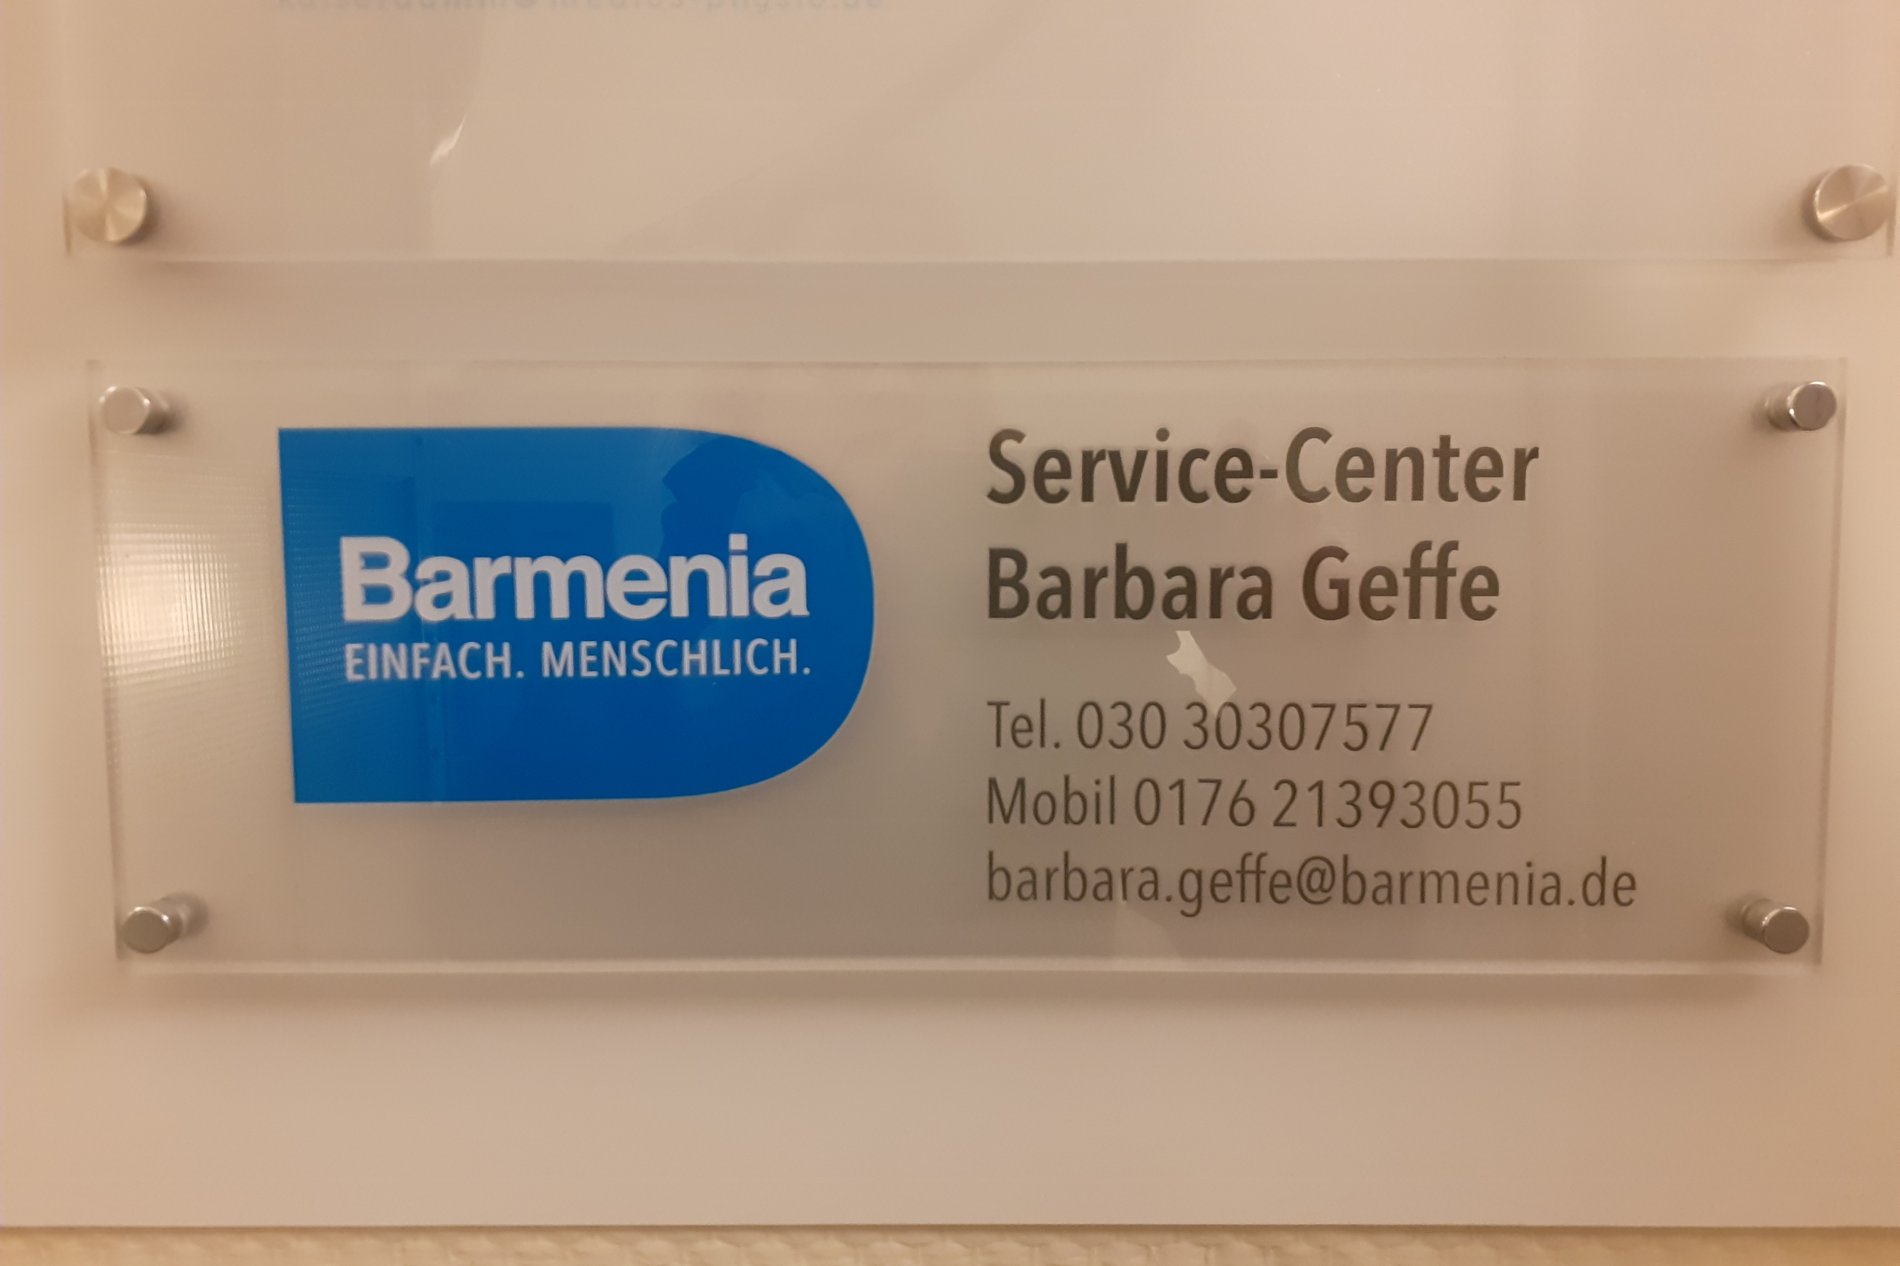 Barmenia
EINFACH. MENSCHLICH.
Service-Center
Barbara Geffe
Tel. 030 30307577
Mobil 0176 21393055
barbara.geffe@barmenia.de